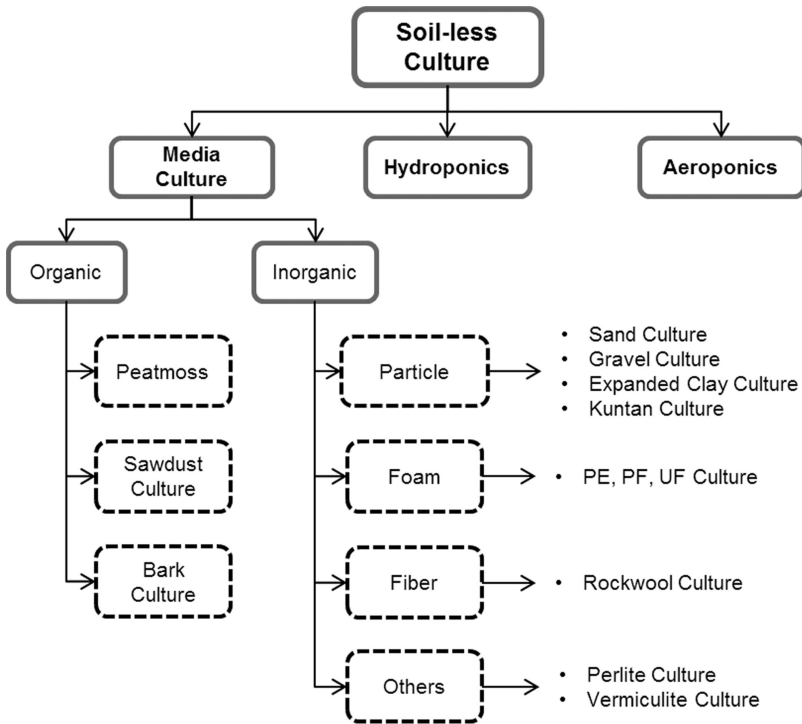 Soil-less
Culture
Media
Culture
Hydroponics
Aeroponics
Organic
Inorganic
Peatmoss
Sawdust
Culture
Bark
Culture
Particle
• Sand Culture
• Gravel Culture
• Expanded Clay Culture
• Kuntan Culture
Foam
• PE, PF, UF Culture
Fiber
• Rockwool Culture
Others
• Perlite Culture
• Vermiculite Culture